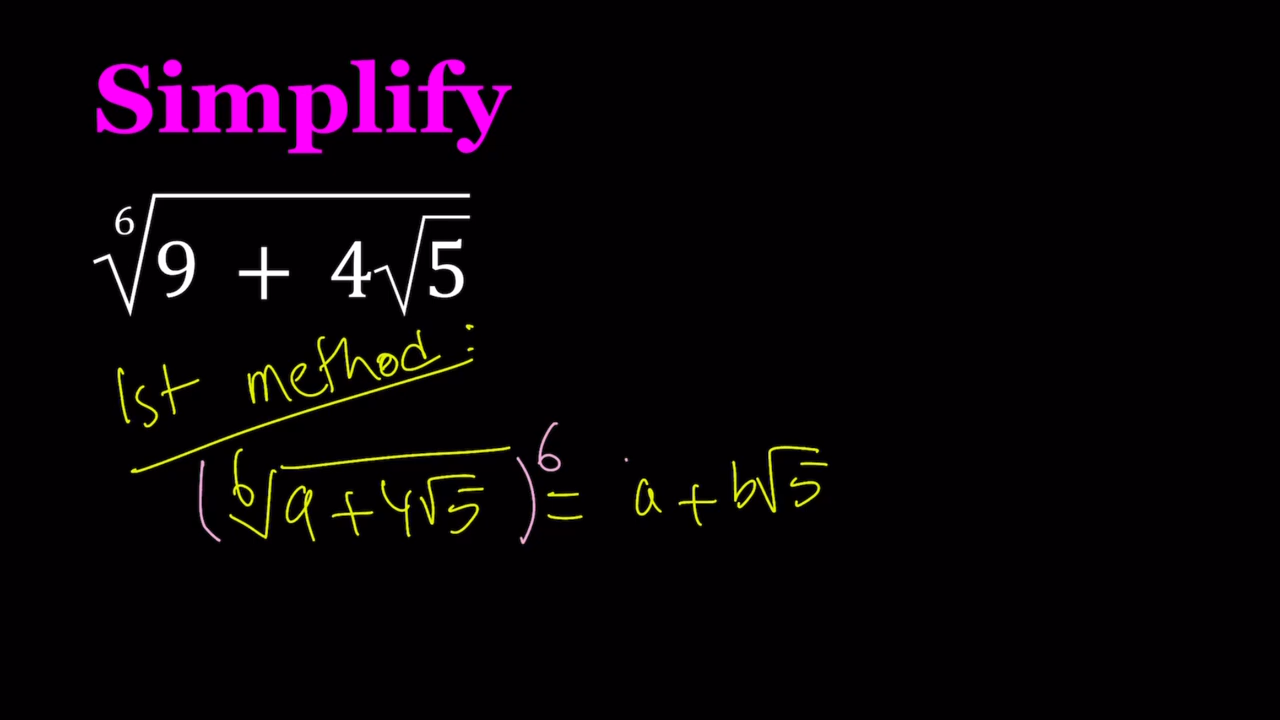 Simplify
⁶√(9 + 4√5)
1st method:
(⁶√(9+4√5))⁶ = a + b√5